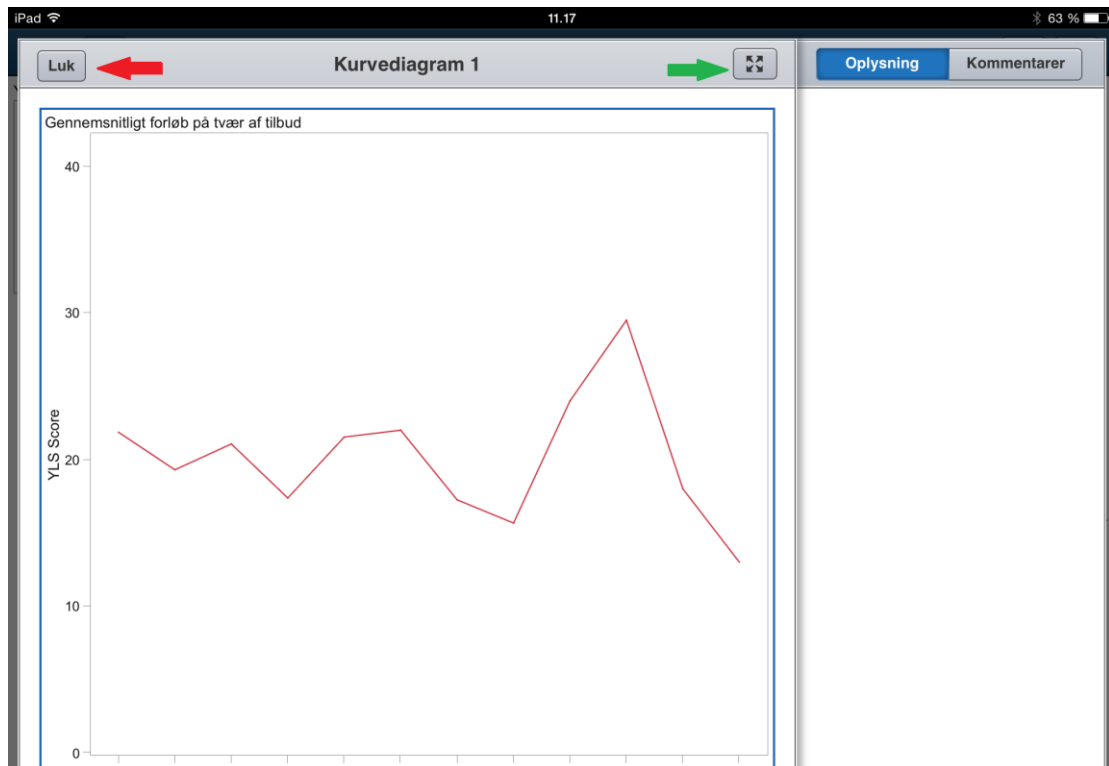 iPad 11.17 63 %
Luk Kurvediagram 1 Oplysning Kommentarer
Gennemsnitligt forløb på tvær af tilbud
40
30
YLS Score
20
10
0